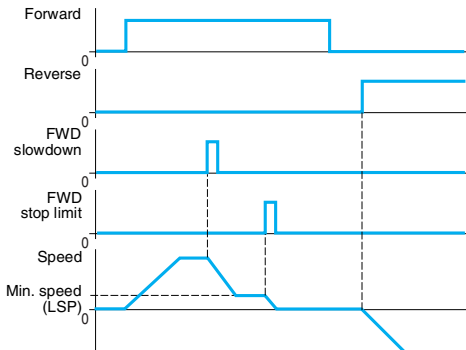 Forward
0
Reverse
0
FWD
slowdown
0
FWD
stop limit
0
Speed
Min. speed
(LSP)
0